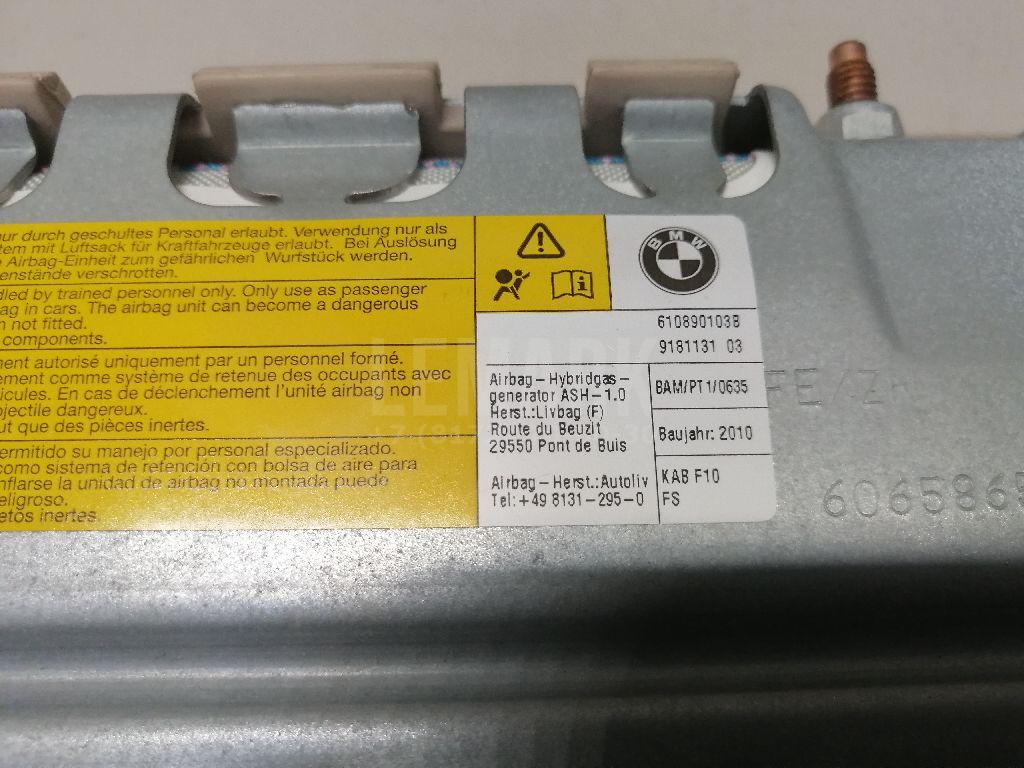 ur durch geschultes Personal erlaubt. Verwendung nur als
tem mit Luftsack für Kraftfahrzeuge erlaubt. Bei Auslösung
Airbag-Einheit zum gefährlichen Wurfstück werden.
enstände verschrotten.
dled by trained personnel only. Only use as passenger
ag in cars. The airbag unit can become a dangerous
n not fitted.
components.
ment autorisé uniquement par un personnel formé.
ement comme système de retenue des occupants avec
icules. En cas de déclenchement l'unité airbag non
ojectile dangereux.
ut que des pièces inertes.
ermitido su manejo por personal especializado.
como sistema de retención con bolsa de aire para
nflarse la unidad de airbag no montada puede
eligroso.
etos inertes.
BMW
610890103B
9181131 03
Airbag-Hybridgas-
generator ASH-1.0
Herst.:Livbag (F)
Route du Beuzit
29550 Pont de Buis
Airbag-Herst.:Autoliv
Tel:+49 8131-295-0
BAM/PT1/0635
Baujahr: 2010
KAB F10
FS
FE/Z
6065865
LEMARK